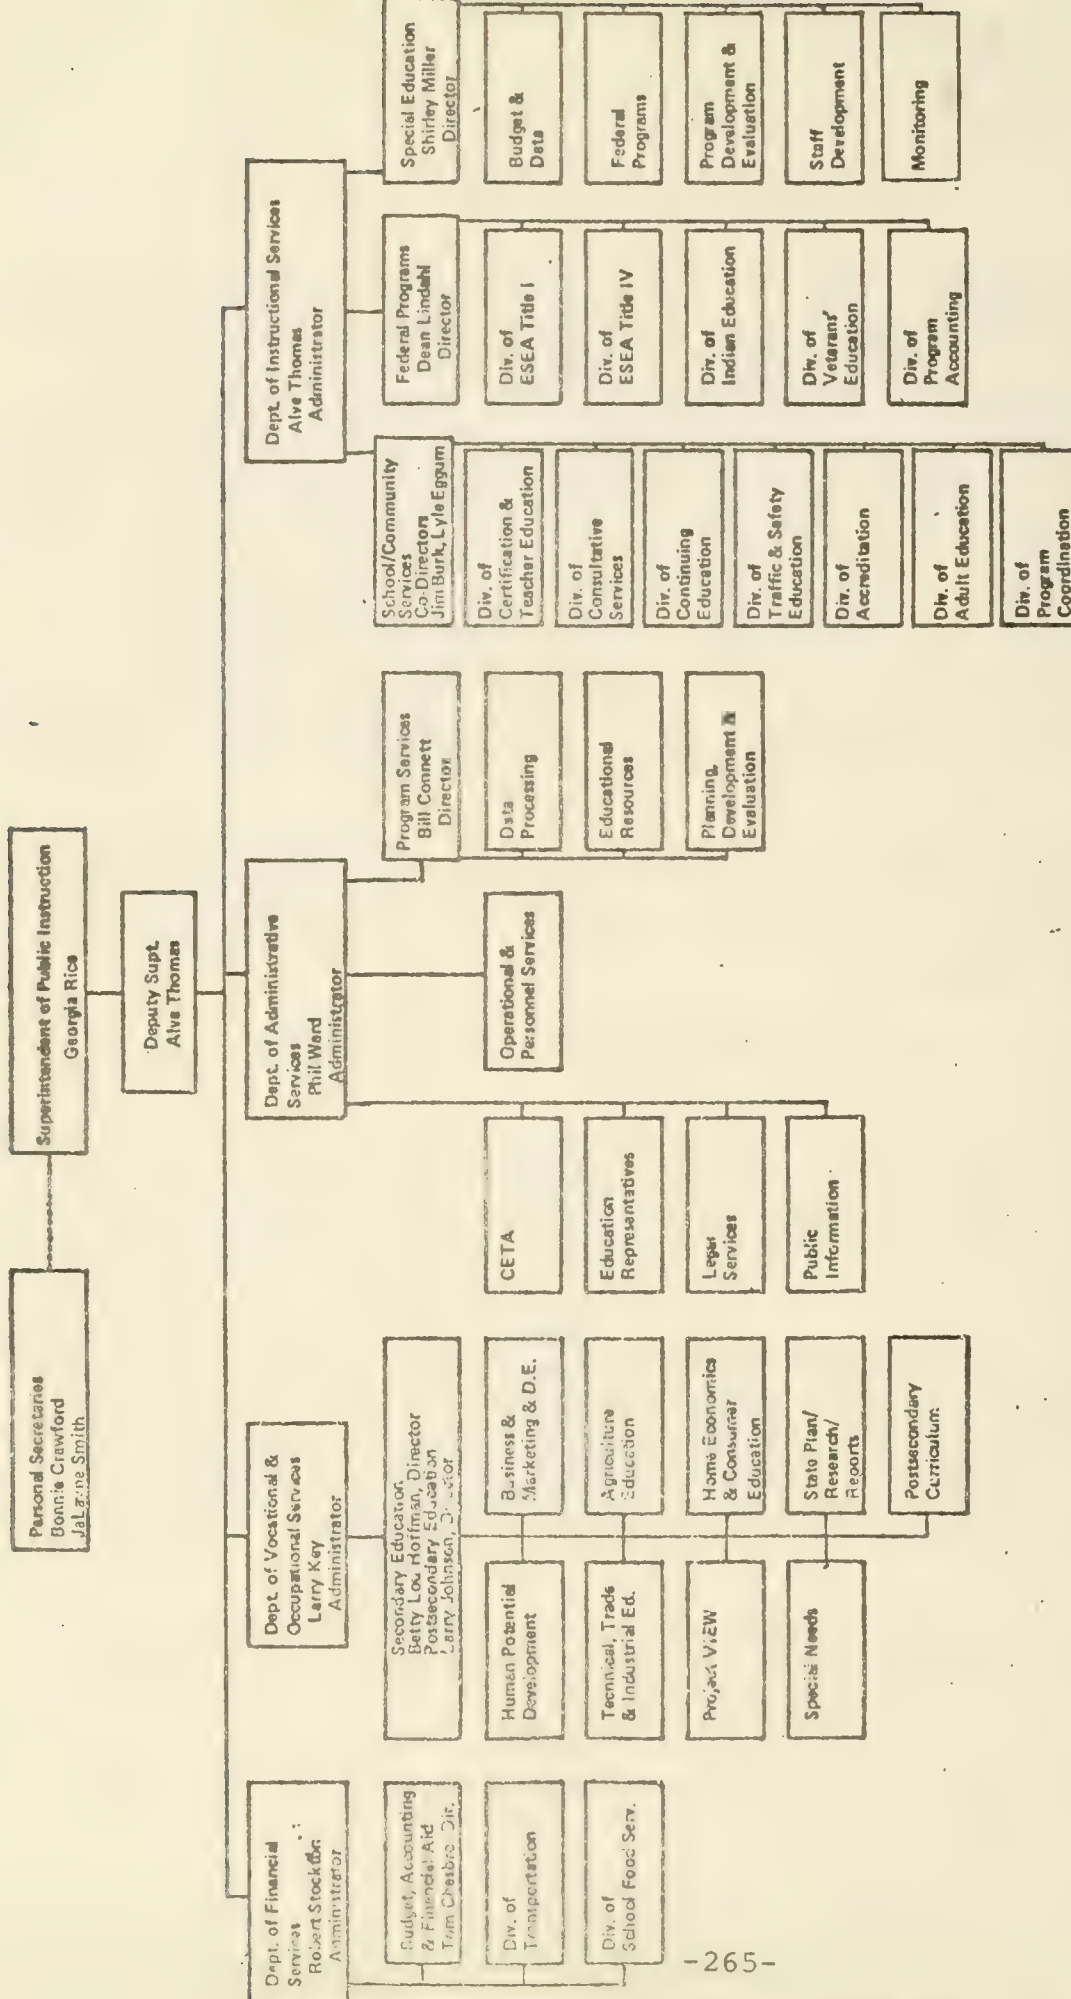 Superintendent of Public Instruction
Georgia Rice
Personal Secretaries
Bonnie Crawford
JaLayne Smith
Deputy Supt.
Alve Thomas
Dept. of Financial
Services
Robert Stockton
Administrator
Budget, Accounting
& Financial Aid
Tom Chesbro Dir.
Div. of
Transportation
Div. of
School Food Serv.
Dept. of Vocational &
Occupational Services
Larry Key
Administrator
Secondary Education,
Betty Lou Hoffman, Director
Postsecondary Education
Larry Johnson, Director
Human Potential
Development
Business &
Marketing & D.E.
Technical, Trade
& Industrial Ed.
Agriculture
Education
Project VIEW
Home Economics
& Consumer
Education
Special Needs
State Plan/
Research/
Reports
Postsecondary
Curriculum
Dept. of Administrative
Services
Phil Ward
Administrator
CETA
Education
Representatives
Legal
Services
Public
Information
Operational &
Personnel Services
Program Services
Bill Connett
Director
Data
Processing
Educational
Resources
Planning,
Development &
Evaluation
Dept. of Instructional Services
Alve Thomas
Administrator
School/Community
Services
Co-Directors
Jim Burk, Lyle Eggum
Div. of
Certification &
Teacher Education
Div. of
Consultative
Services
Div. of
Continuing
Education
Div. of
Traffic & Safety
Education
Div. of
Accreditation
Div. of
Adult Education
Div. of
Program
Coordination
Federal Programs
Dean Lindahl
Director
Div. of
ESEA Title I
Div. of
ESEA Title IV
Div. of
Indian Education
Div. of
Veterans'
Education
Div. of
Program
Accounting
Special Education
Shirley Miller
Director
Budget &
Data
Federal
Programs
Program
Development &
Evaluation
Staff
Development
Monitoring
-265-